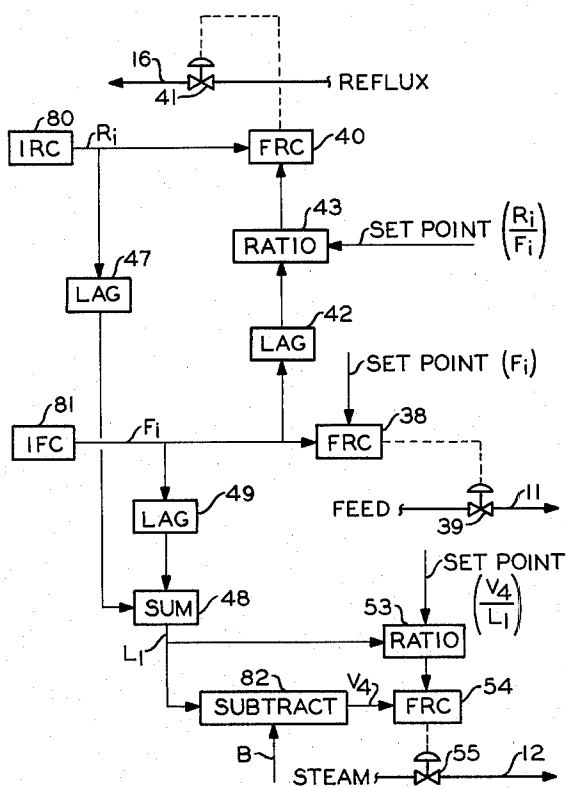 16
41
REFLUX
80
IRC
Ri
FRC
40
43
RATIO
SET POINT (Ri/Fi)
47
LAG
42
LAG
SET POINT (Fi)
81
IFC
Fi
38
FRC
49
LAG
FEED
11
39
SUM
48
SET POINT
(V4/L1)
53
RATIO
L1
82
SUBTRACT
V4
FRC
54
B
STEAM
55
12